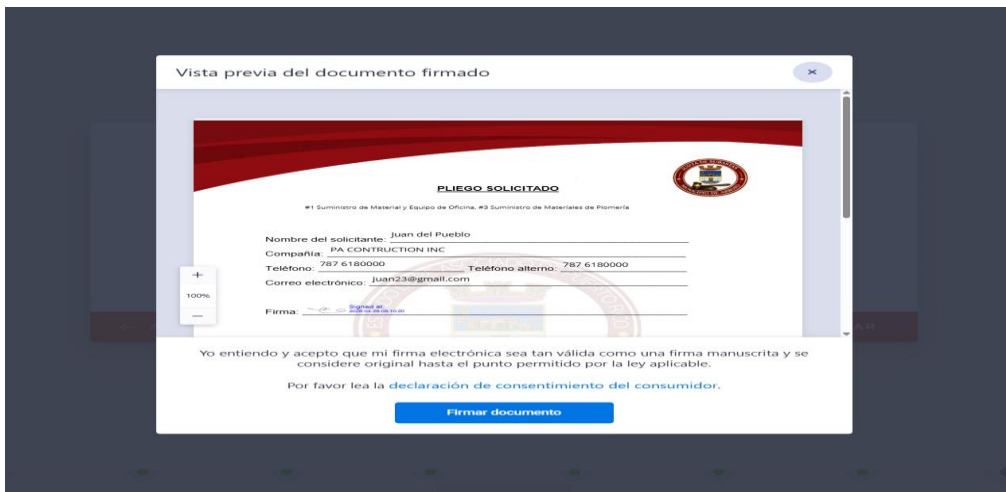 Vista previa del documento firmado
PLIEGO SOLICITADO
#1 Suministro de Material y Equipo de Oficina, #3 Suministro de Materiales de Plomería
Nombre del solicitante: Juan del Pueblo
Compañía: PA CONTRUCTION INC
Teléfono: 787 6180000 Teléfono alterno: 787 6180000
Correo electrónico: juan23@gmail.com
Firma: Signed at:
+
100%
—
Yo entiendo y acepto que mi firma electrónica sea tan válida como una firma manuscrita y se
considere original hasta el punto permitido por la ley aplicable.
Por favor lea la declaración de consentimiento del consumidor.
Firmar documento